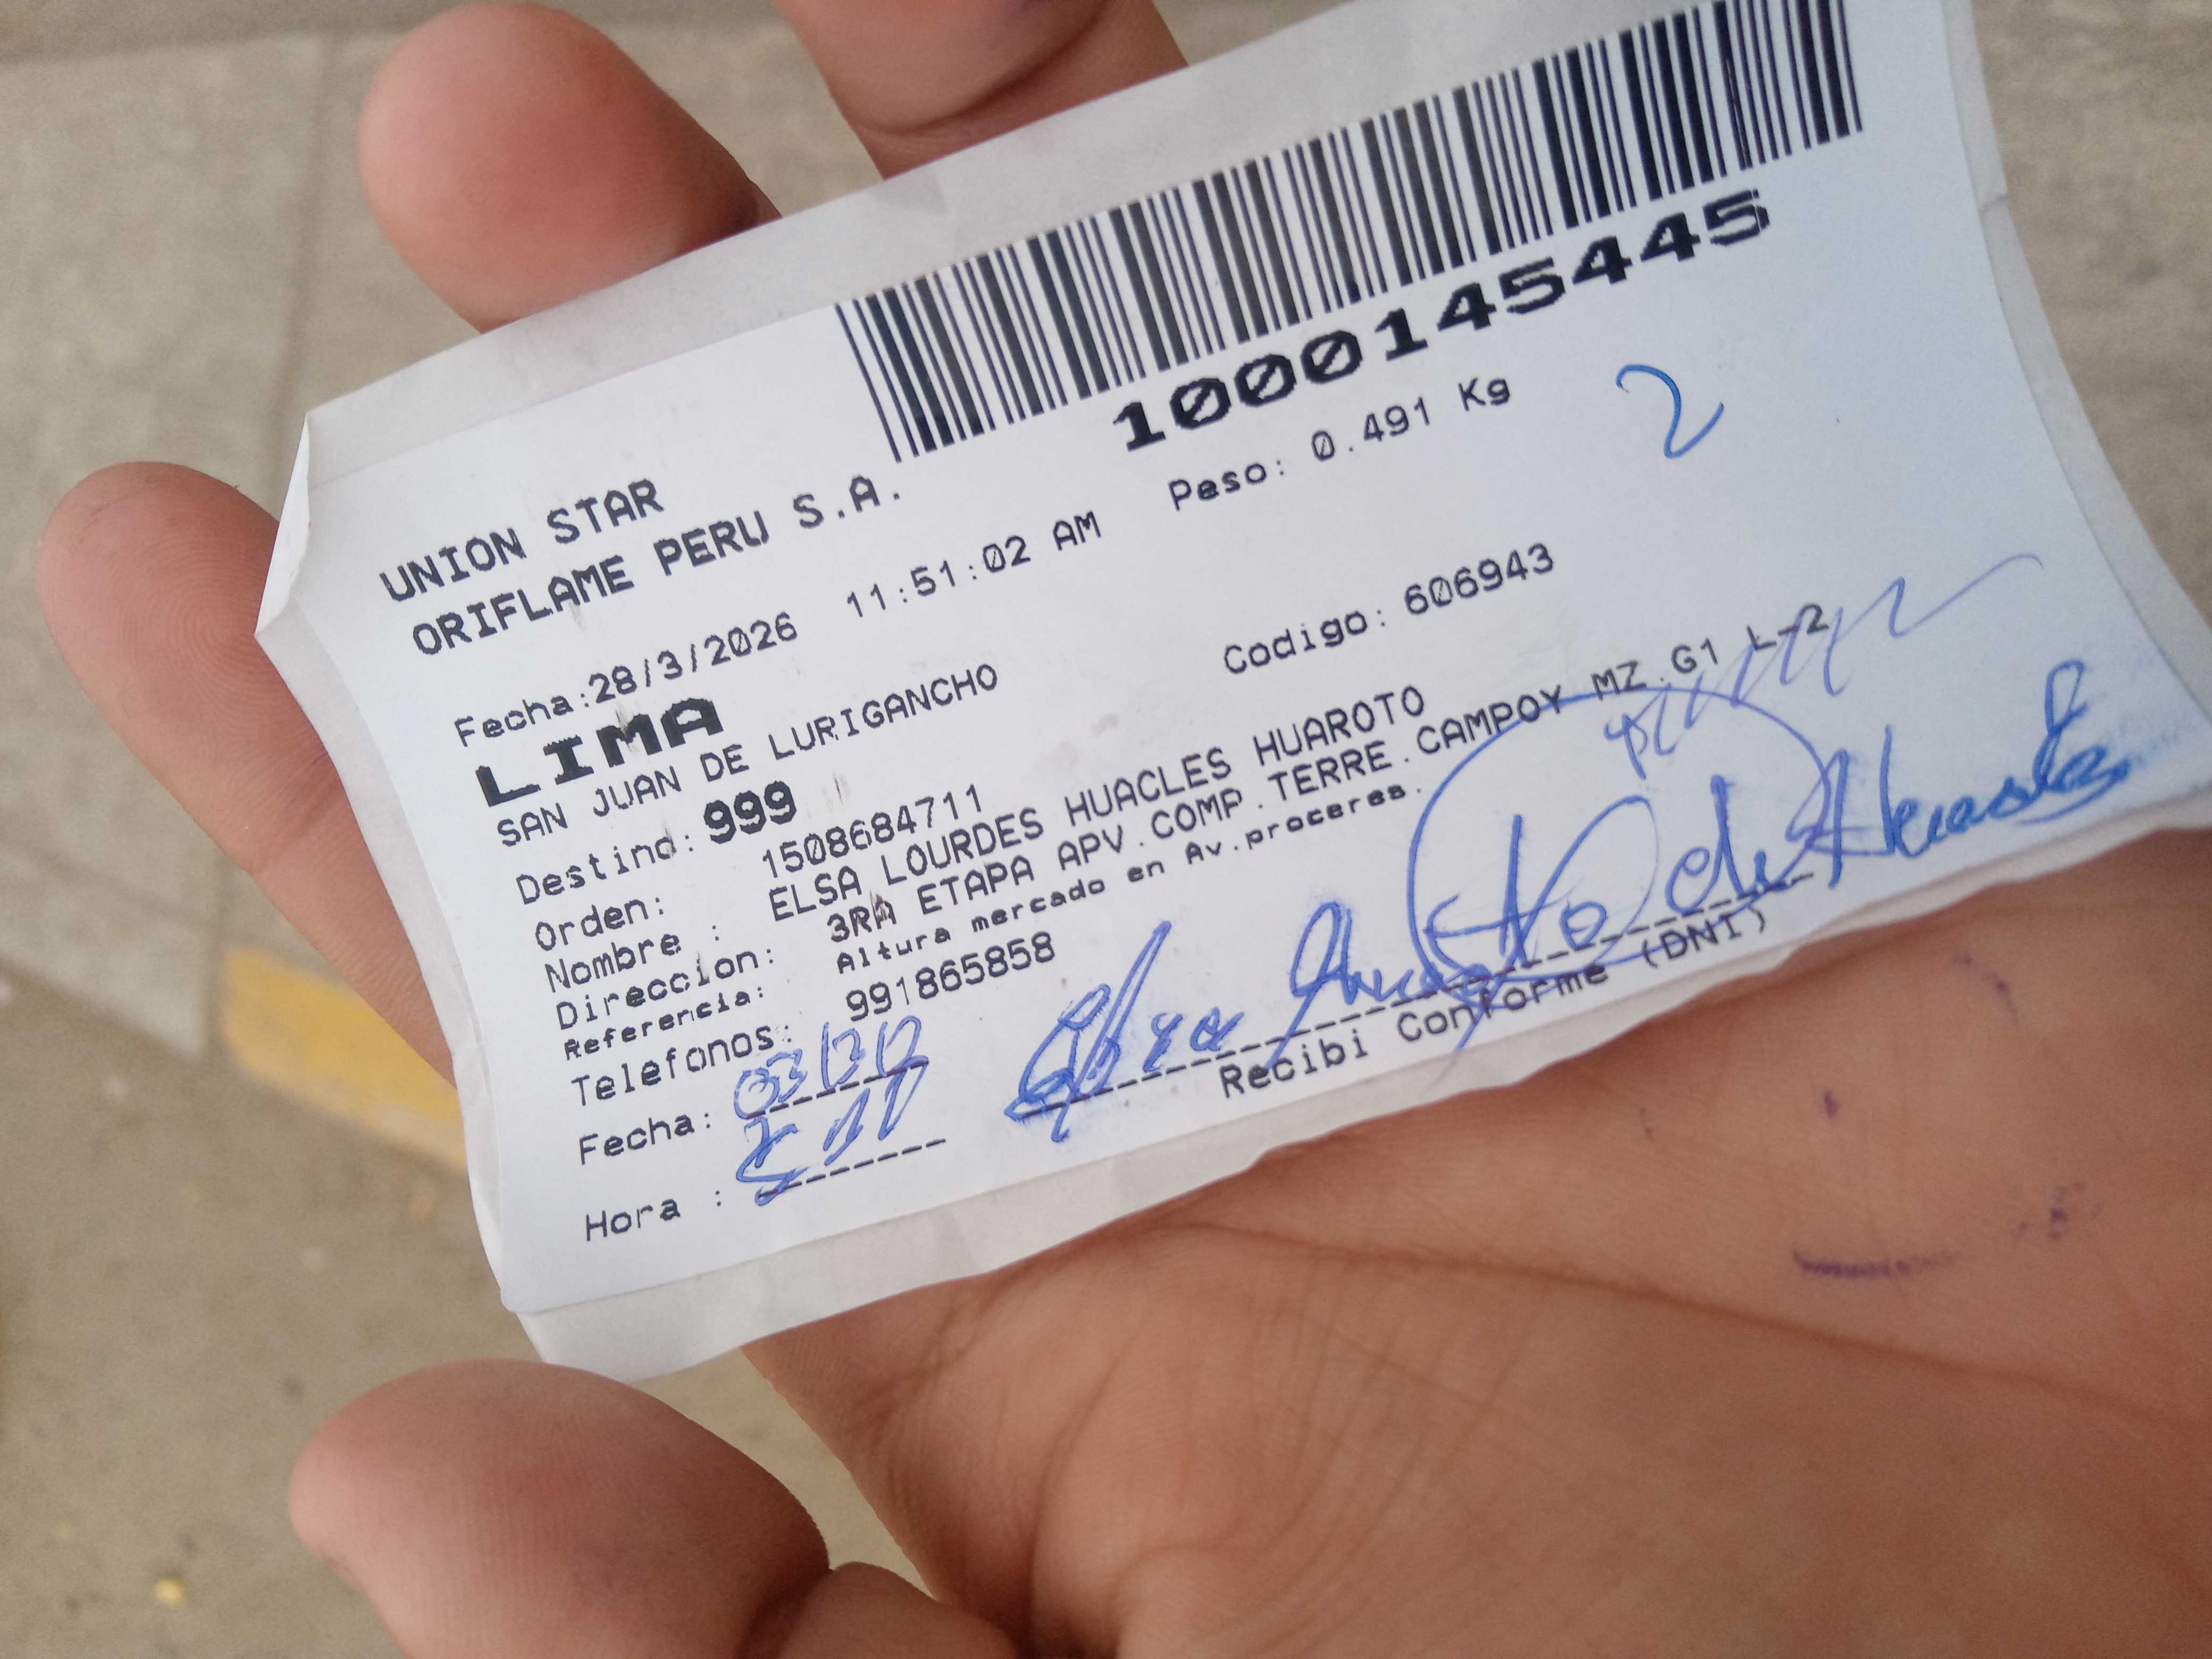 1000145445
UNION STAR
ORIFLAME PERU S.A.
Fecha:28/3/2026 11:51:02 AM Peso: 0.491 Kg
2
LIMA
SAN JUAN DE LURIGANCHO Codigo: 606943
Destino: 999
Orden: 1508684711
Nombre : ELSA LOURDES HUACLES HUAROTO
Direccion: 3RA ETAPA APV.COMP.TERRE.CAMPOY MZ.G1 L-2
Referencia: Altura mercado en Av.proceres.
Telefonos: 991865858
Fecha:
Hora :
Recibi Conforme (DNI)